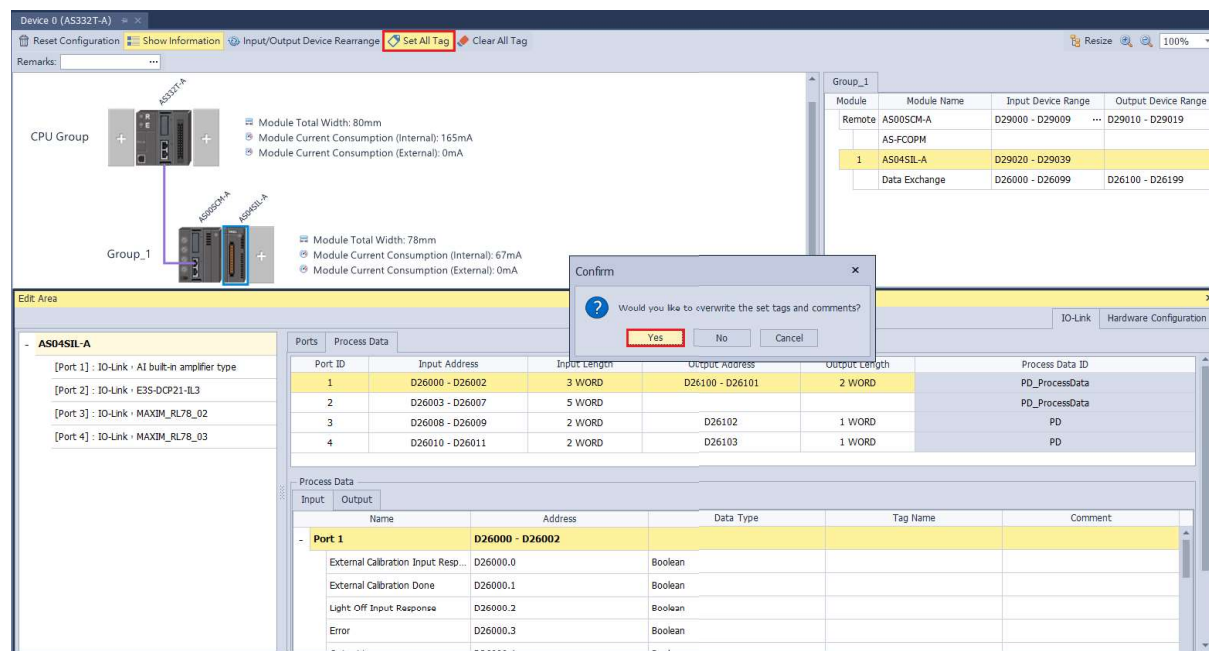 Device 0 (AS332T-A)
Reset Configuration Show Information Input/Output Device Rearrange Set All Tag Clear All Tag Resize 100%
Remarks: ...
AS332T-A
CPU Group
Module Total Width: 80mm
Module Current Consumption (Internal): 165mA
Module Current Consumption (External): 0mA
AS00SCM-A AS04SIL-A
Group_1
Module Total Width: 78mm
Module Current Consumption (Internal): 67mA
Module Current Consumption (External): 0mA
Group_1
Module Module Name Input Device Range Output Device Range
Remote AS00SCM-A D29000 - D29009 ... D29010 - D29019
AS-FCOPM
1 AS04SIL-A D29020 - D29039
Data Exchange D26000 - D26099 D26100 - D26199
Confirm
Would you like to overwrite the set tags and comments?
Yes No Cancel
Edit Area
IO-Link Hardware Configuration
AS04SIL-A
[Port 1] : IO-Link , AI built-in amplifier type
[Port 2] : IO-Link , E3S-DCP21-IL3
[Port 3] : IO-Link , MAXIM_RL78_02
[Port 4] : IO-Link , MAXIM_RL78_03
Ports Process Data
Port ID Input Address Input Length Output Address Output Length Process Data ID
1 D26000 - D26002 3 WORD D26100 - D26101 2 WORD PD_ProcessData
2 D26003 - D26007 5 WORD PD_ProcessData
3 D26008 - D26009 2 WORD D26102 1 WORD PD
4 D26010 - D26011 2 WORD D26103 1 WORD PD
Process Data
Input Output
Name Address Data Type Tag Name Comment
Port 1 D26000 - D26002
External Calibration Input Resp... D26000.0 Boolean
External Calibration Done D26000.1 Boolean
Light Off Input Response D26000.2 Boolean
Error D26000.3 Boolean